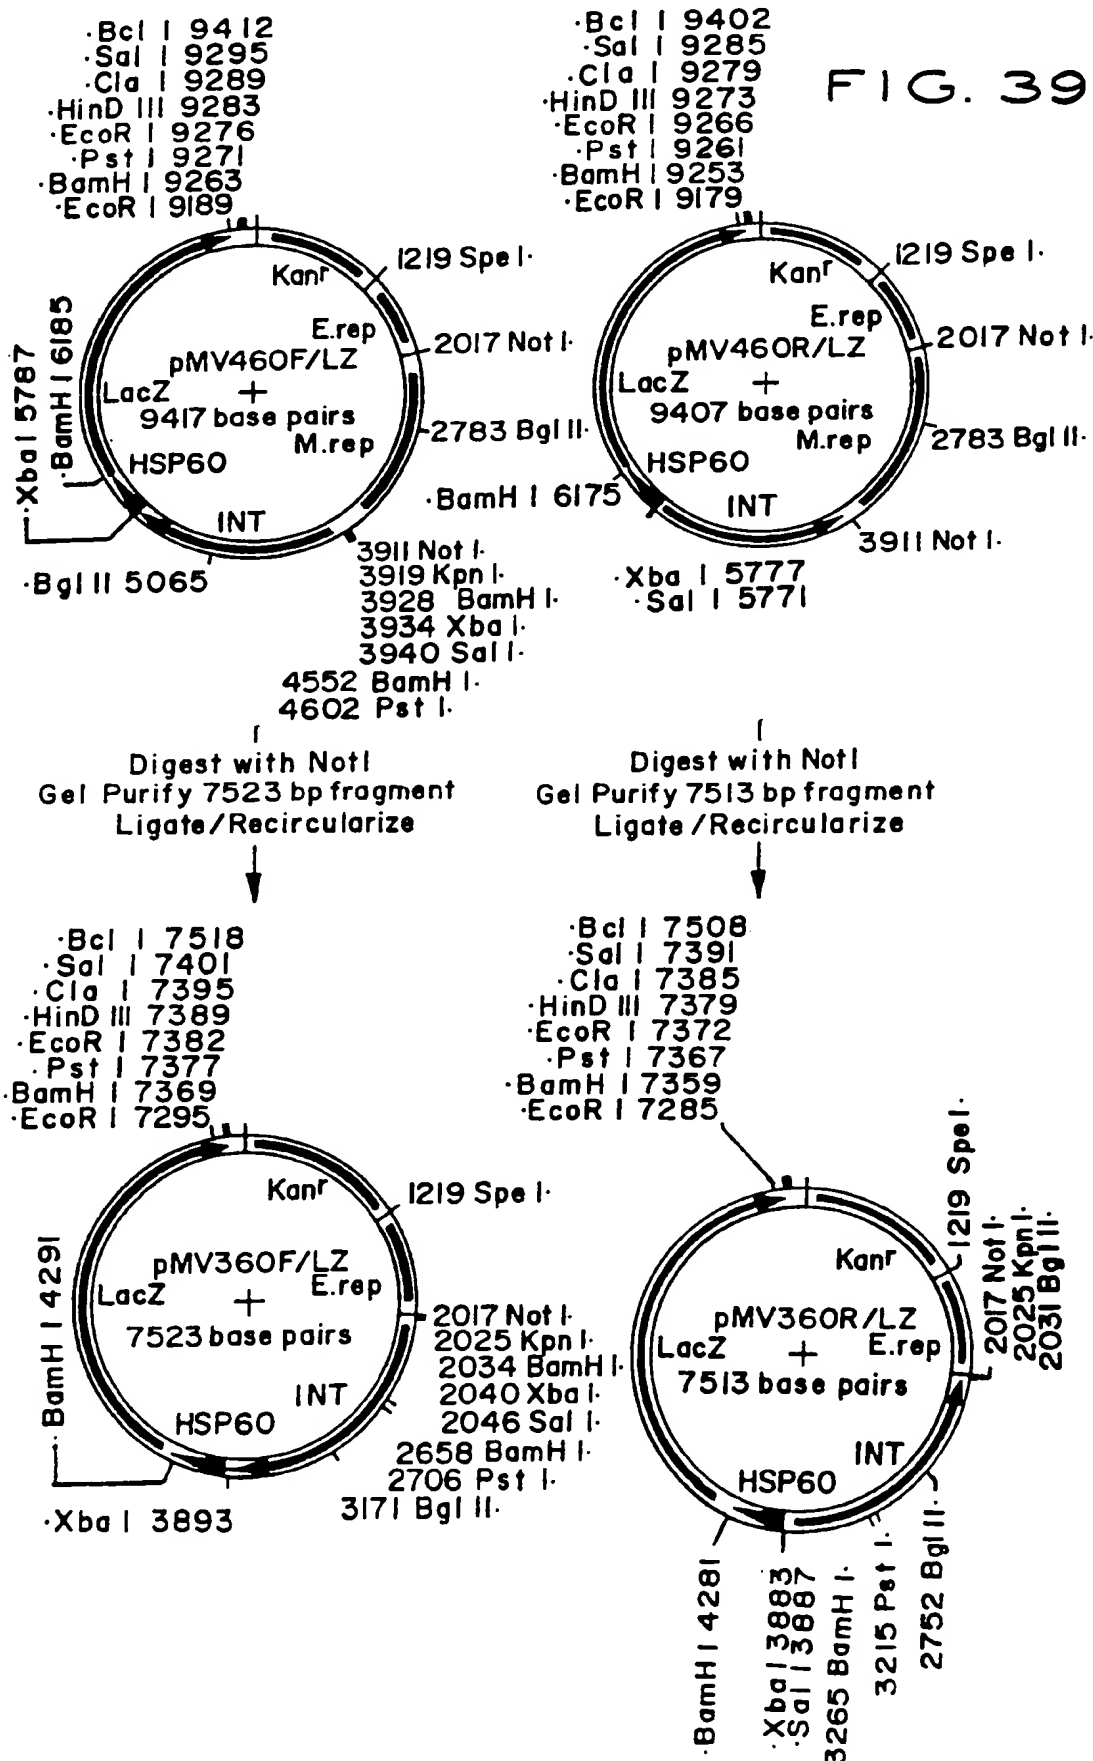 FIG. 39
·Bcl I 9412
·Sal I 9295
·Cla I 9289
·HinD III 9283
·EcoR I 9276
·Pst I 9271
·BamH I 9263
·EcoR I 9189
1219 Spe I·
2017 Not I·
2783 Bgl II·
3911 Not I·
3919 Kpn I·
3928 BamH I·
3934 Xba I·
3940 Sal I·
4552 BamH I·
4602 Pst I·
·Bgl II 5065
·Xba I 5787
·BamH I 6185
Kanʳ
E.rep
pMV460F/LZ
LacZ +
9417 base pairs
M.rep
HSP60
INT
·Bcl I 9402
·Sal I 9285
·Cla I 9279
·HinD III 9273
·EcoR I 9266
·Pst I 9261
·BamH I 9253
·EcoR I 9179
1219 Spe I·
2017 Not I·
2783 Bgl II·
3911 Not I·
·Xba I 5777
·Sal I 5771
·BamH I 6175
Kanʳ
E.rep
pMV460R/LZ
LacZ +
9407 base pairs
M.rep
HSP60
INT
Digest with NotI
Gel Purify 7523 bp fragment
Ligate/Recircularize
Digest with NotI
Gel Purify 7513 bp fragment
Ligate/Recircularize
·Bcl I 7518
·Sal I 7401
·Cla I 7395
·HinD III 7389
·EcoR I 7382
·Pst I 7377
·BamH I 7369
·EcoR I 7295
1219 Spe I·
2017 Not I·
2025 Kpn I·
2034 BamH I·
2040 Xba I·
2046 Sal I·
2658 BamH I·
2706 Pst I·
3171 Bgl II·
·Xba I 3893
·BamH I 4291
Kanʳ
pMV360F/LZ
E.rep
LacZ +
7523 base pairs
INT
HSP60
·Bcl I 7508
·Sal I 7391
·Cla I 7385
·HinD III 7379
·EcoR I 7372
·Pst I 7367
·BamH I 7359
·EcoR I 7285
1219 Spe I·
2017 Not I·
2025 Kpn I·
2031 Bgl II·
2752 Bgl II·
3215 Pst I·
3265 BamH I·
·Sal I 3887
·Xba I 3883
·BamH I 4281
Kanʳ
pMV360R/LZ
LacZ + E.rep
7513 base pairs
INT
HSP60